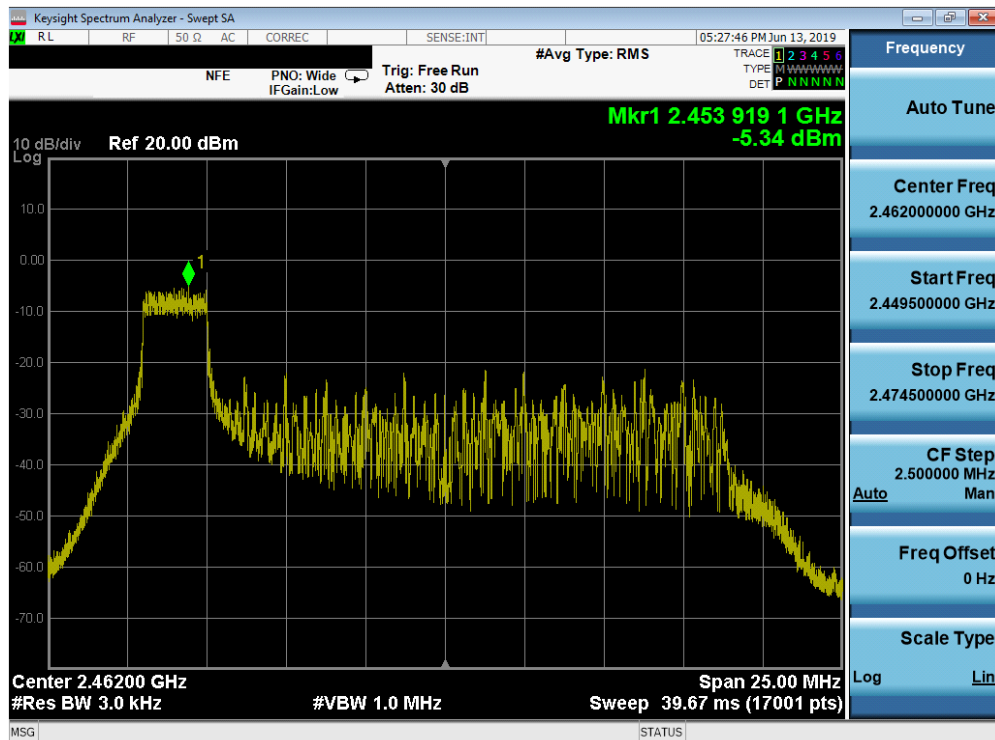 Keysight Spectrum Analyzer - Swept SA
LXI RL RF 50 Ω AC CORREC SENSE:INT 05:27:46 PM Jun 13, 2019
#Avg Type: RMS TRACE 1 2 3 4 5 6
NFE PNO: Wide Trig: Free Run TYPE M WWWWW
IFGain:Low Atten: 30 dB DET P NNNNN
Mkr1 2.453 919 1 GHz
-5.34 dBm
10 dB/div Ref 20.00 dBm
Log
10.0
1
0.00
-10.0
-20.0
-30.0
-40.0
-50.0
-60.0
-70.0
Center 2.46200 GHz Span 25.00 MHz
#Res BW 3.0 kHz #VBW 1.0 MHz Sweep 39.67 ms (17001 pts)
MSG STATUS
Frequency
Auto Tune
Center Freq
2.462000000 GHz
Start Freq
2.449500000 GHz
Stop Freq
2.474500000 GHz
CF Step
2.500000 MHz
Auto Man
Freq Offset
0 Hz
Scale Type
Log Lin